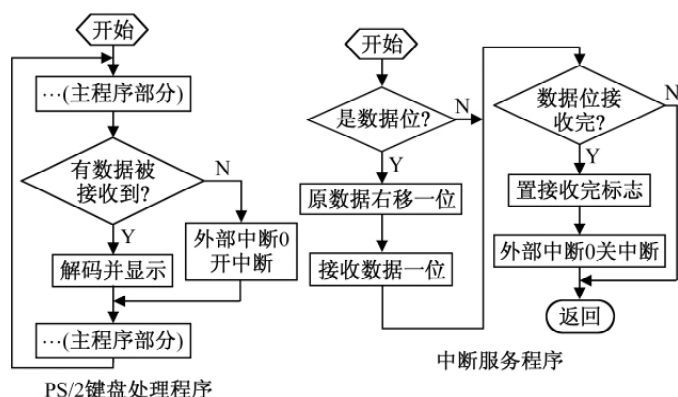 开始
…(主程序部分)
有数据被
接收到?
N
Y
外部中断0
开中断
解码并显示
…(主程序部分)
PS/2键盘处理程序
开始
是数据位?
N
Y
原数据右移一位
接收数据一位
数据位接
收完?
N
Y
置接收完标志
外部中断0关中断
返回
中断服务程序